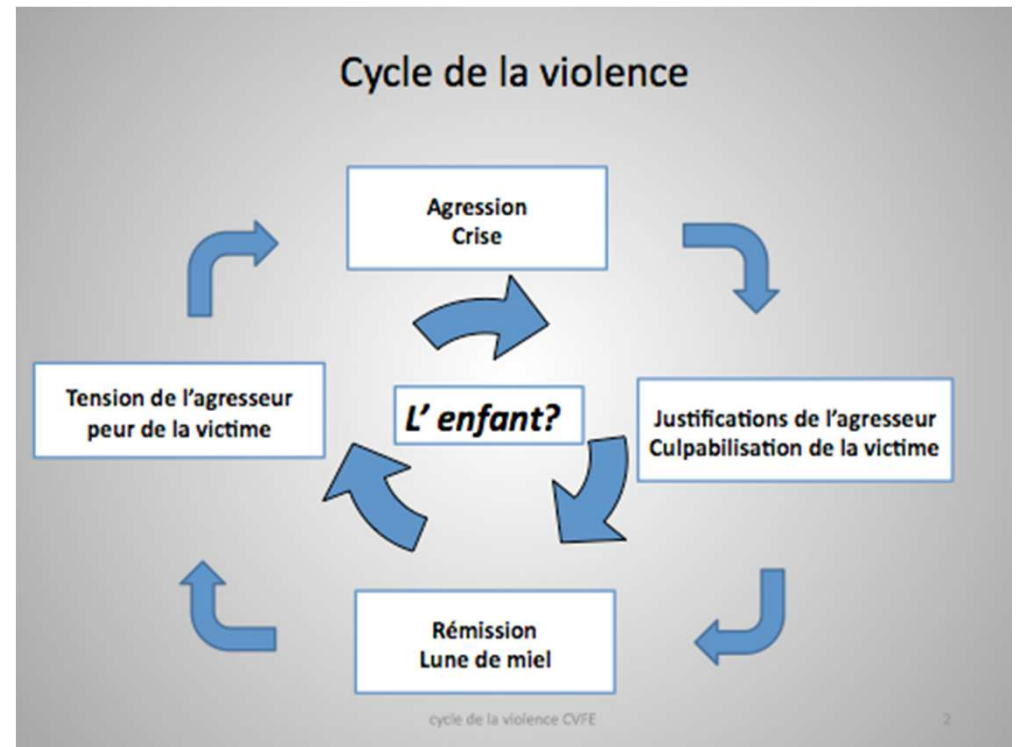 Cycle de la violence
Agression
Crise
Tension de l'agresseur
peur de la victime
L' enfant?
Justifications de l'agresseur
Culpabilisation de la victime
Rémission
Lune de miel
cycle de la violence CVFE
2